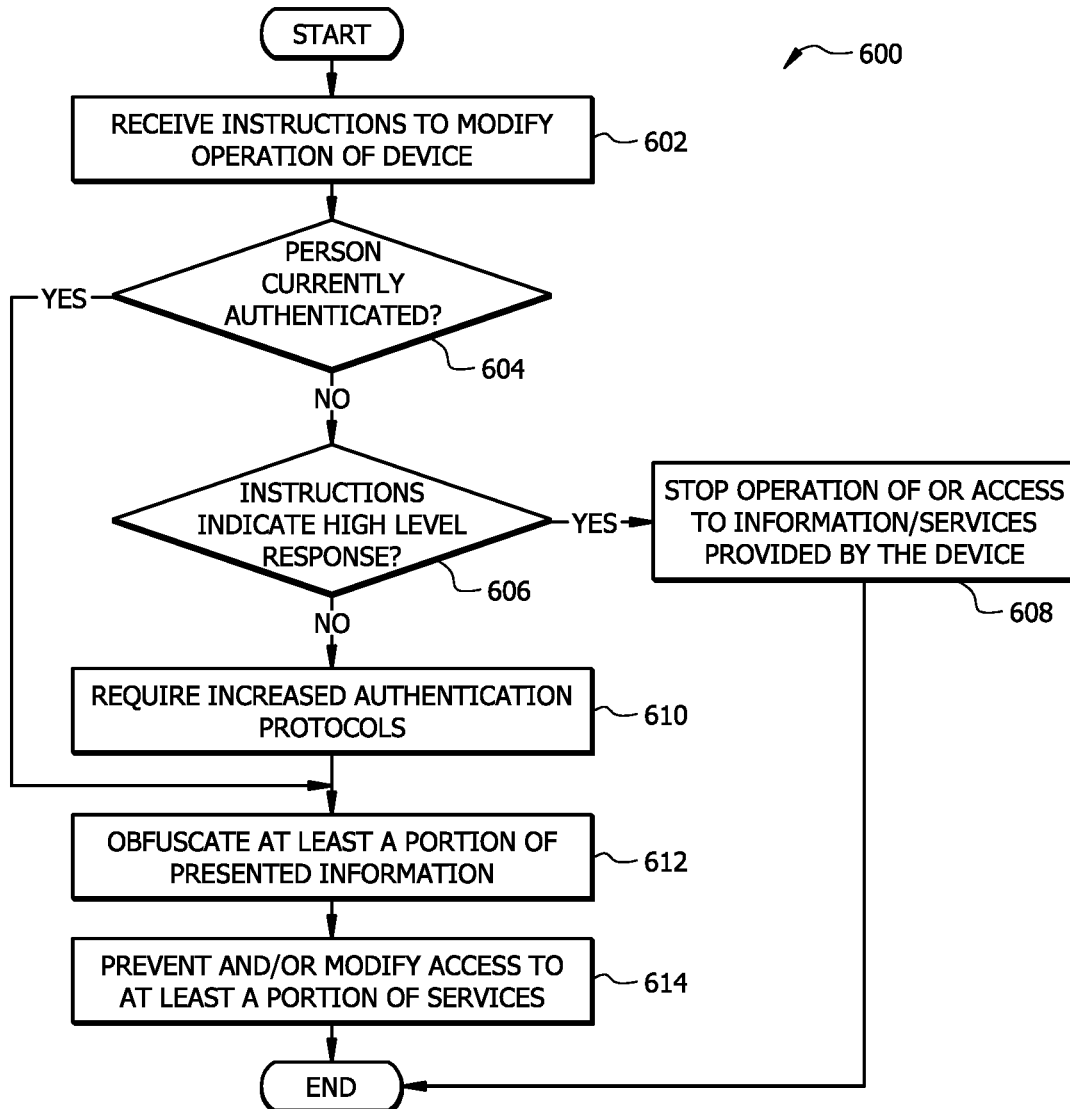 START
600
RECEIVE INSTRUCTIONS TO MODIFY
OPERATION OF DEVICE
602
PERSON
CURRENTLY
AUTHENTICATED?
YES
604
NO
INSTRUCTIONS
INDICATE HIGH LEVEL
RESPONSE?
YES
606
STOP OPERATION OF OR ACCESS
TO INFORMATION/SERVICES
PROVIDED BY THE DEVICE
608
NO
REQUIRE INCREASED AUTHENTICATION
PROTOCOLS
610
OBFUSCATE AT LEAST A PORTION OF
PRESENTED INFORMATION
612
PREVENT AND/OR MODIFY ACCESS TO
AT LEAST A PORTION OF SERVICES
614
END